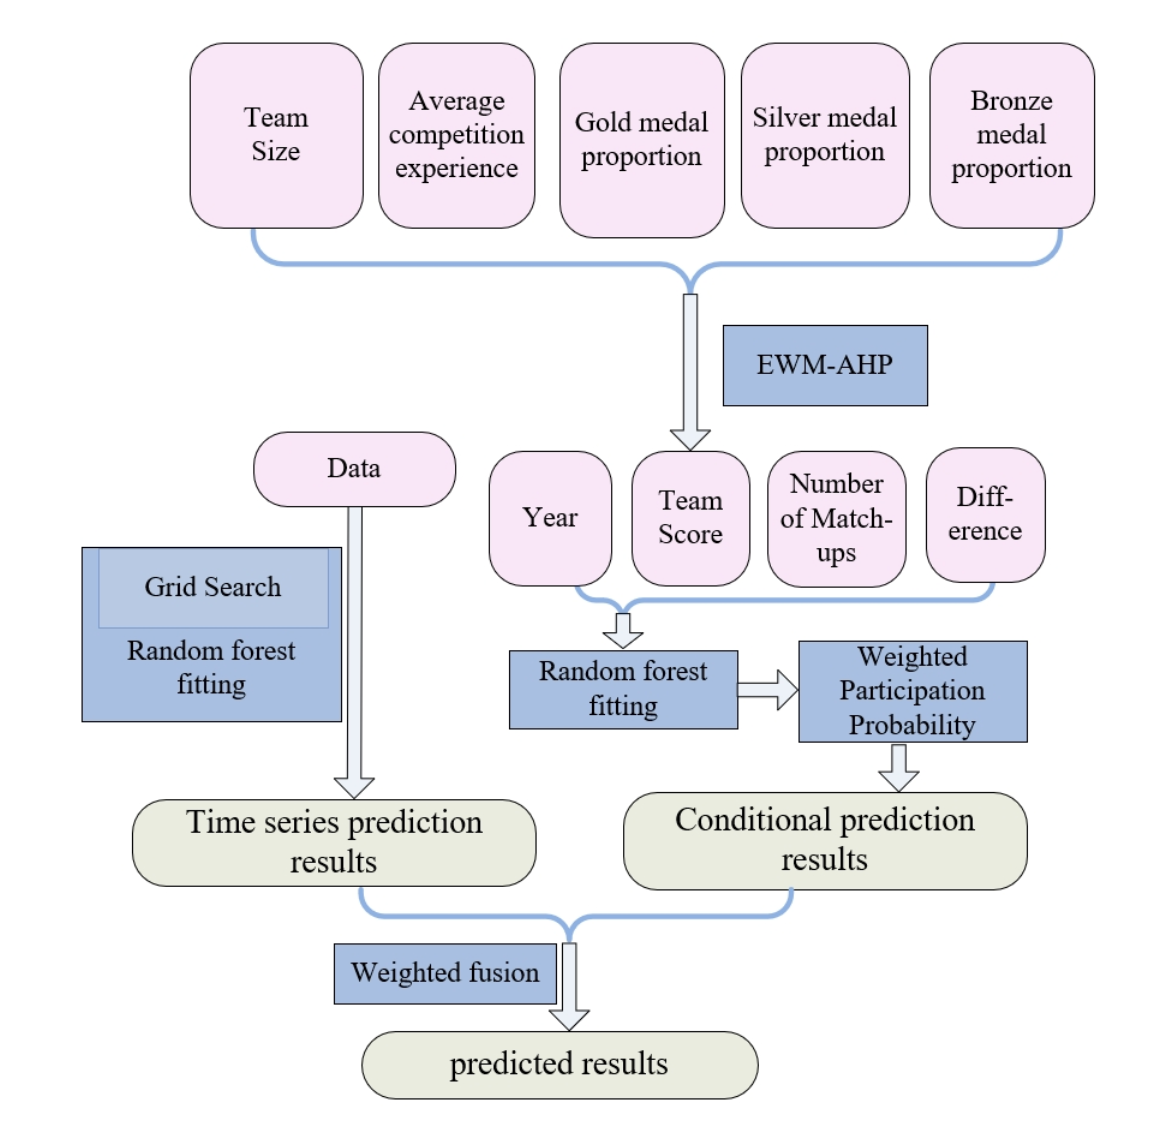 Team
Size
Average
competition
experience
Gold medal
proportion
Silver medal
proportion
Bronze
medal
proportion
EWM-AHP
Data
Year
Team
Score
Number
of Match-
ups
Diff-
erence
Grid Search
Random forest
fitting
Random forest
fitting
Weighted
Participation
Probability
Time series prediction
results
Conditional prediction
results
Weighted fusion
predicted results